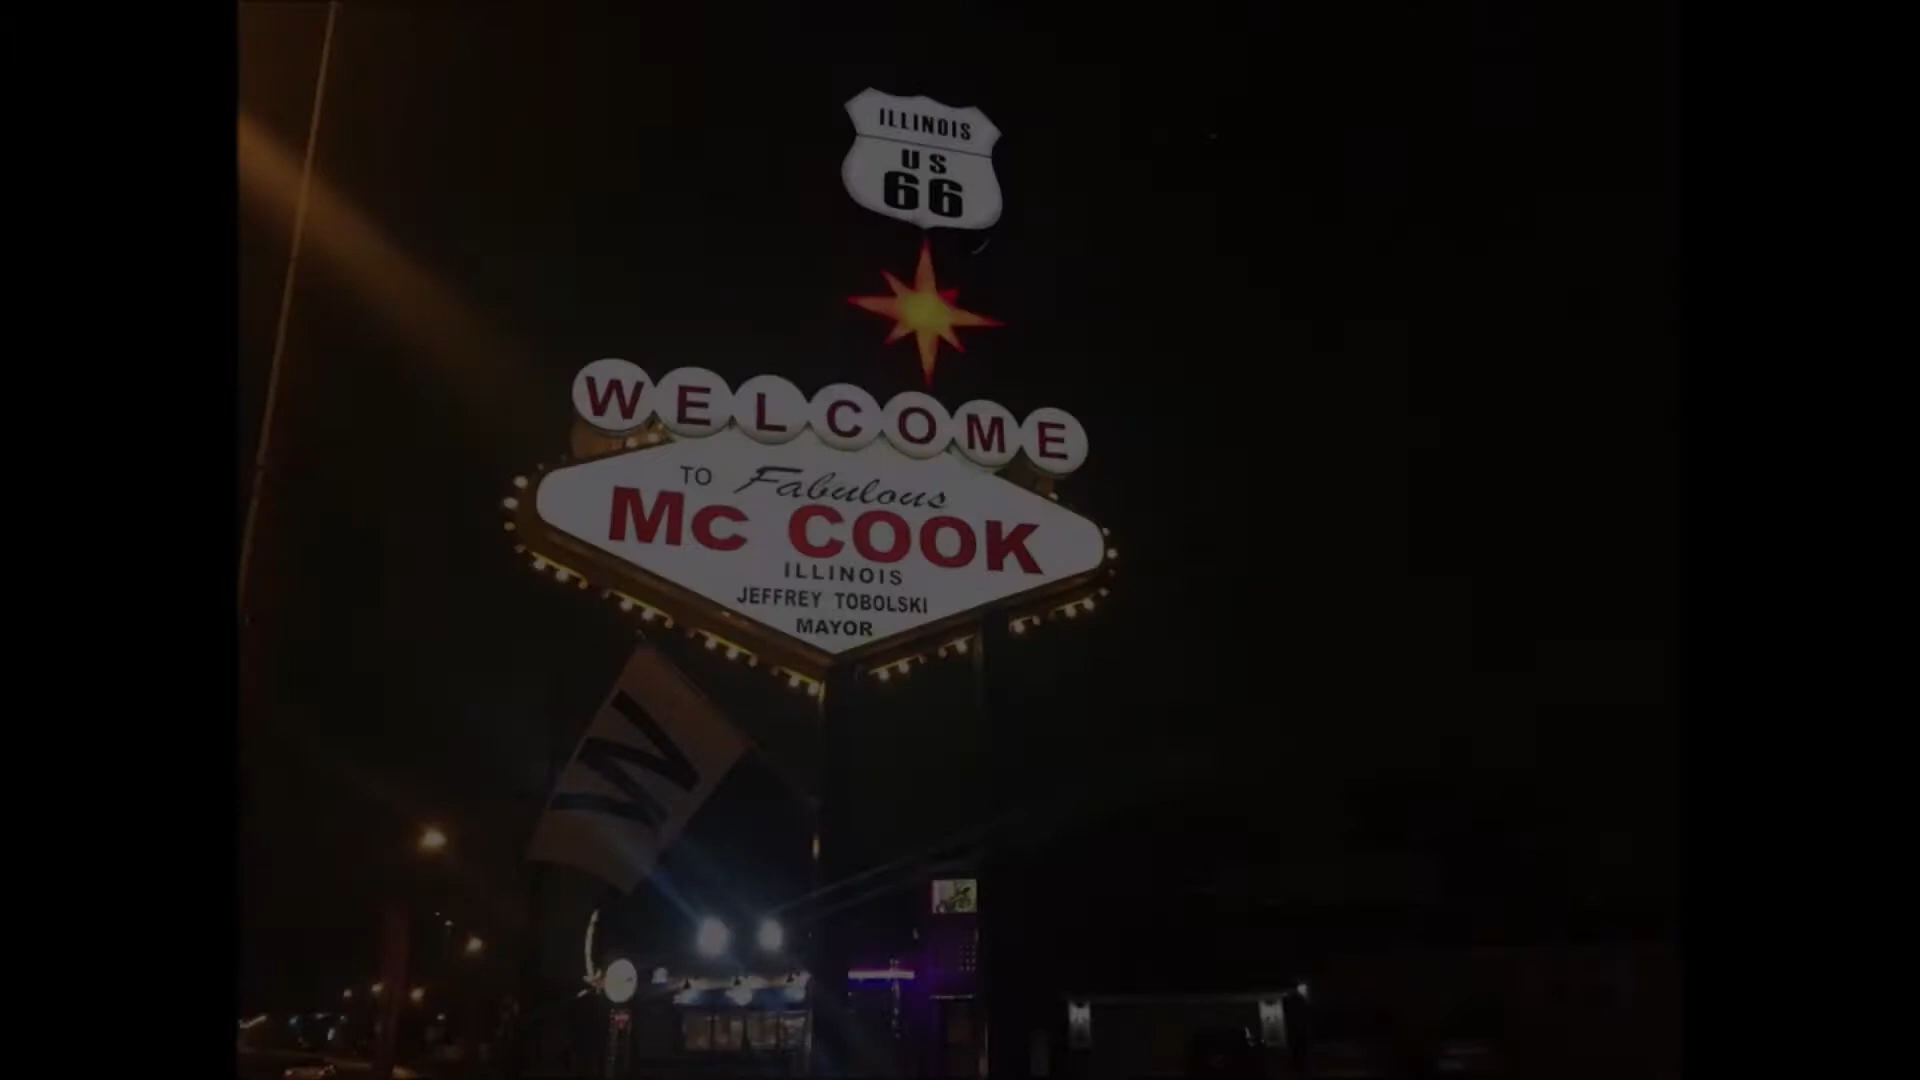 ILLINOIS
US
66
WELCOME
TO Fabulous
Mc COOK
ILLINOIS
JEFFREY TOBOLSKI
MAYOR
W